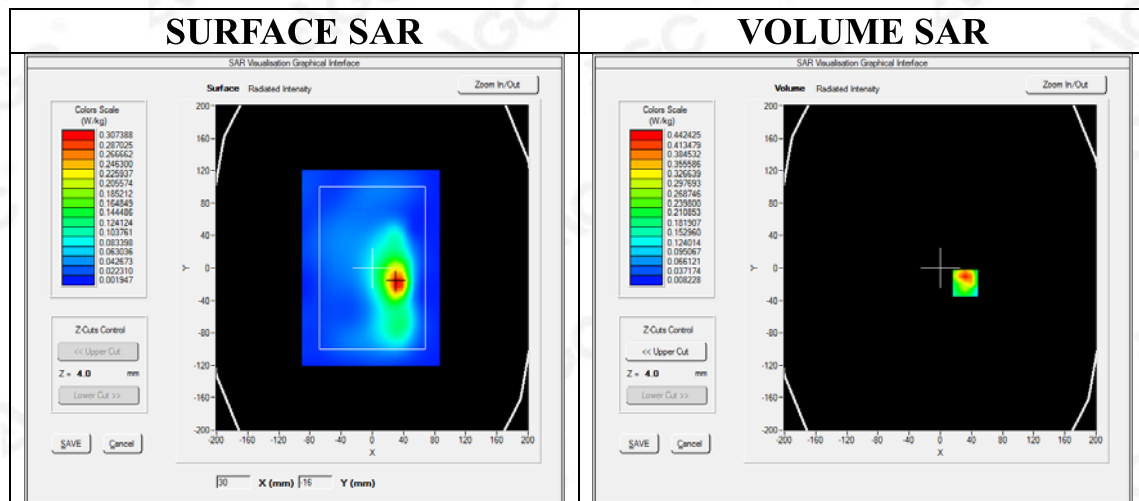 SURFACE SAR
SAR Visualisation Graphical Interface
Surface Radiated Intensity
Zoom In/Out
Colors Scale
(W/kg)
0.307388
0.287025
0.266662
0.246300
0.225937
0.205574
0.185212
0.164849
0.144486
0.124124
0.103761
0.083398
0.063036
0.042673
0.022310
0.001947
Z-Cuts Control
<< Upper Cut
Z = 4.0 mm
Lower Cut >>
SAVE Cancel
200
160
120
80
40
0
-40
-80
-120
-160
-200
Y
-200 -160 -120 -80 -40 0 40 80 120 160 200
X
30 X (mm) -16 Y (mm)
VOLUME SAR
SAR Visualisation Graphical Interface
Volume Radiated Intensity
Zoom In/Out
Colors Scale
(W/kg)
0.442425
0.413479
0.384532
0.355586
0.326639
0.297693
0.268746
0.239800
0.210853
0.181907
0.152960
0.124014
0.095067
0.066121
0.037174
0.008228
Z-Cuts Control
<< Upper Cut
Z = 4.0 mm
Lower Cut >>
SAVE Cancel
200
160
120
80
40
0
-40
-80
-120
-160
-200
Y
-200 -160 -120 -80 -40 0 40 80 120 160 200
X